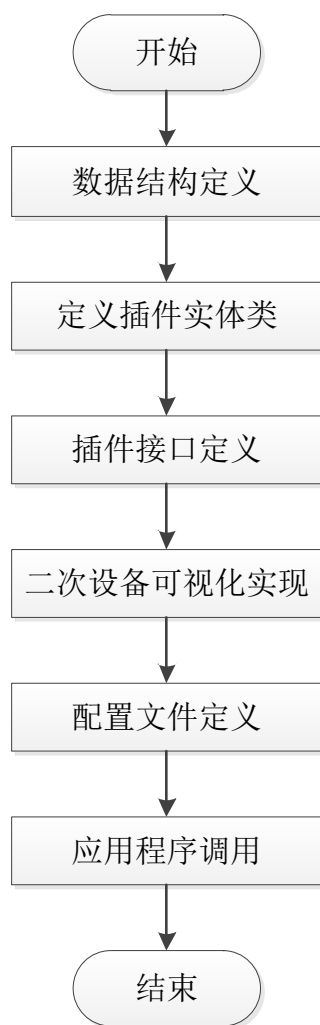 开始
数据结构定义
定义插件实体类
插件接口定义
二次设备可视化实现
配置文件定义
应用程序调用
结束